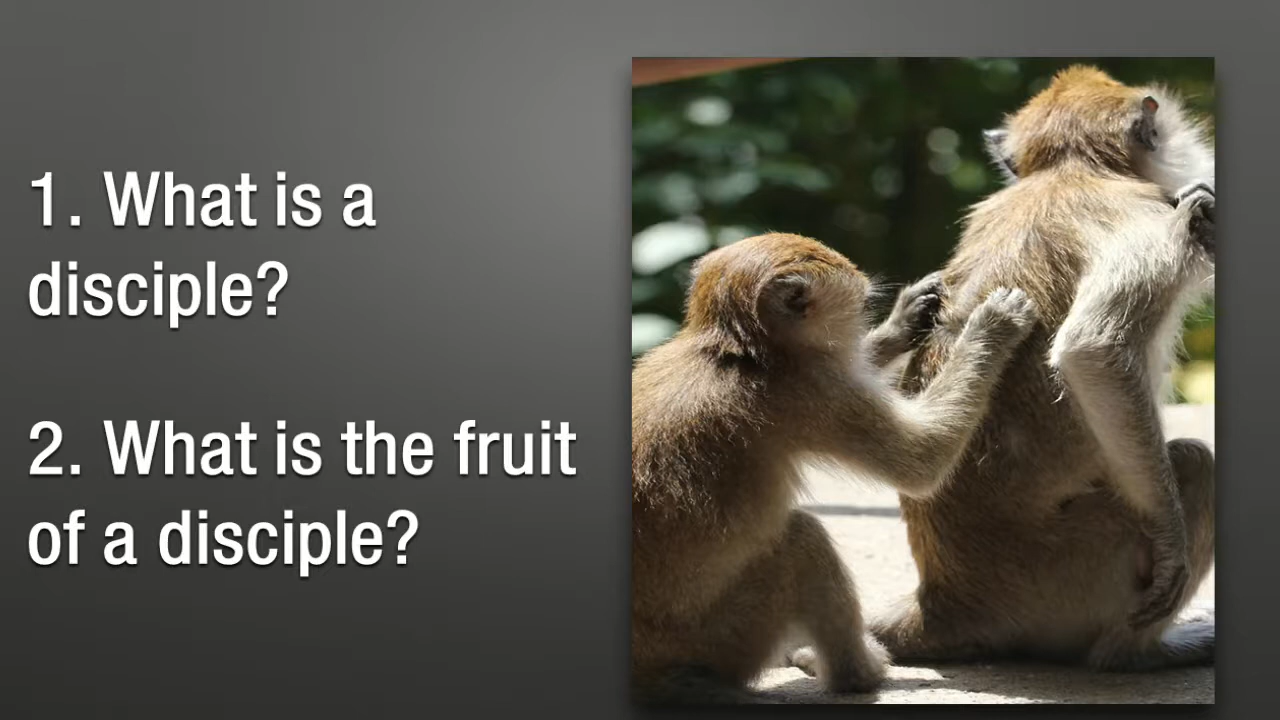 1. What is a
disciple?
2. What is the fruit
of a disciple?